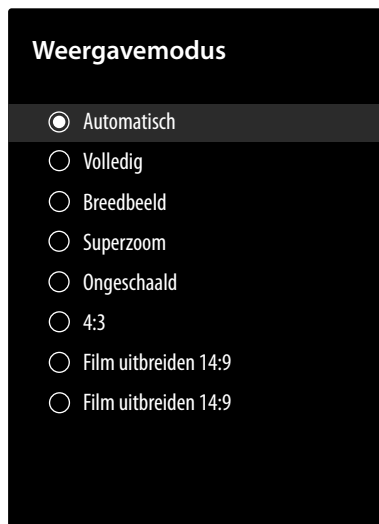 Weergavemodus
Automatisch
Volledig
Breedbeeld
Superzoom
Ongeschaald
4:3
Film uitbreiden 14:9
Film uitbreiden 14:9